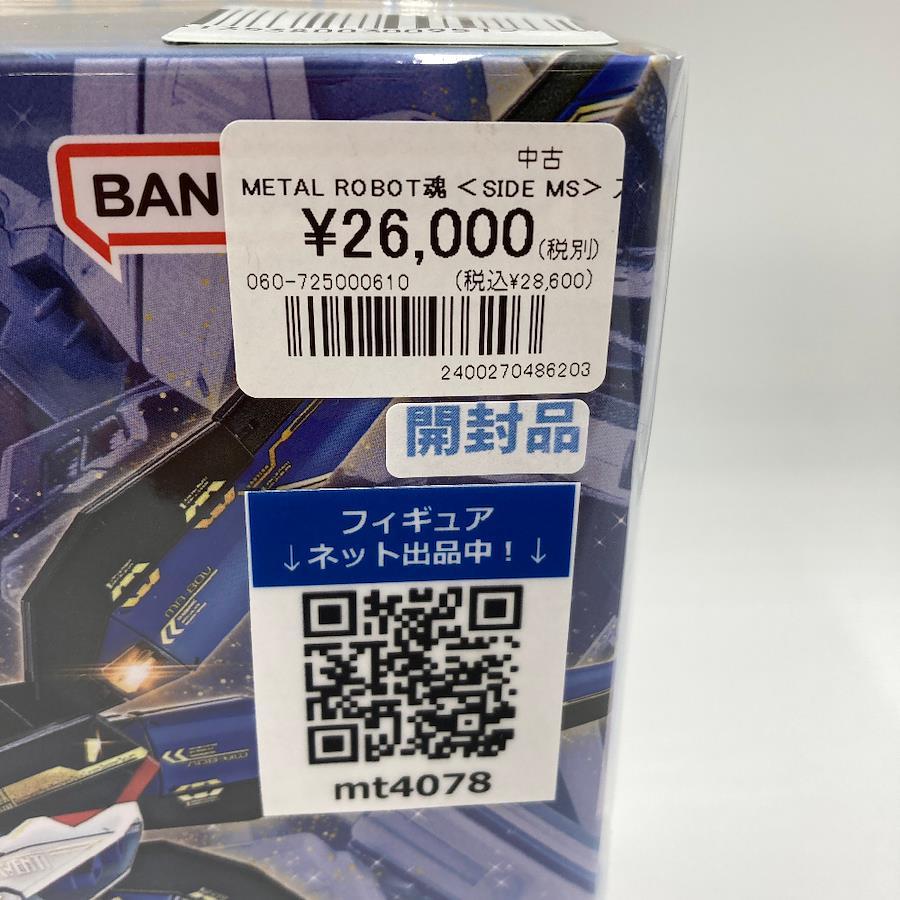 BAN
中古
METAL ROBOT魂 <SIDE MS>
¥26,000(税別)
060-725000610 (税込¥28,600)
2400270486203
開封品
フィギュア
↓ネット出品中!↓
mt4078